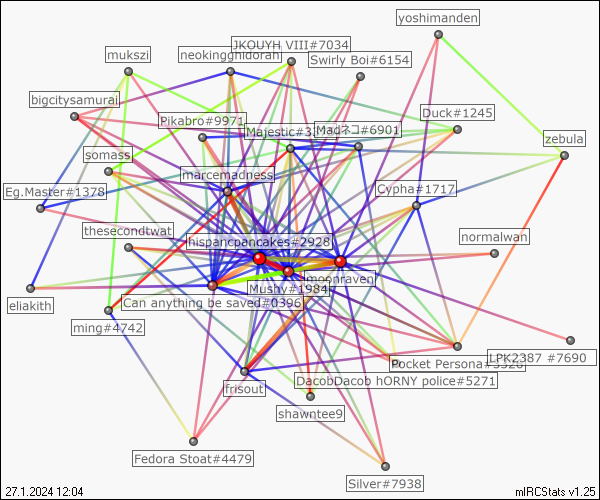 yoshimanden
JKOUYH VIII#7034
mukszi
neokingghidorah
Swirly Boi#6154
bigcitysamurai
Pikabro#9971
Duck#1245
Majestic#3
Madネコ#6901
zebula
somass
marcemadness
Eg.Master#1378
Cypha#1717
thesecondtwat
hispancpancakes#2928
normalwan
moonraven
Mushy#1984
Can anything be saved#0396
eliakith
ming#4742
LPK2387 #7690
Pocket Persona
DacobDacob hORNY police#5271
frisout
shawntee9
Fedora Stoat#4479
Silver#7938
27.1.2024 12:04
mIRCStats v1.25